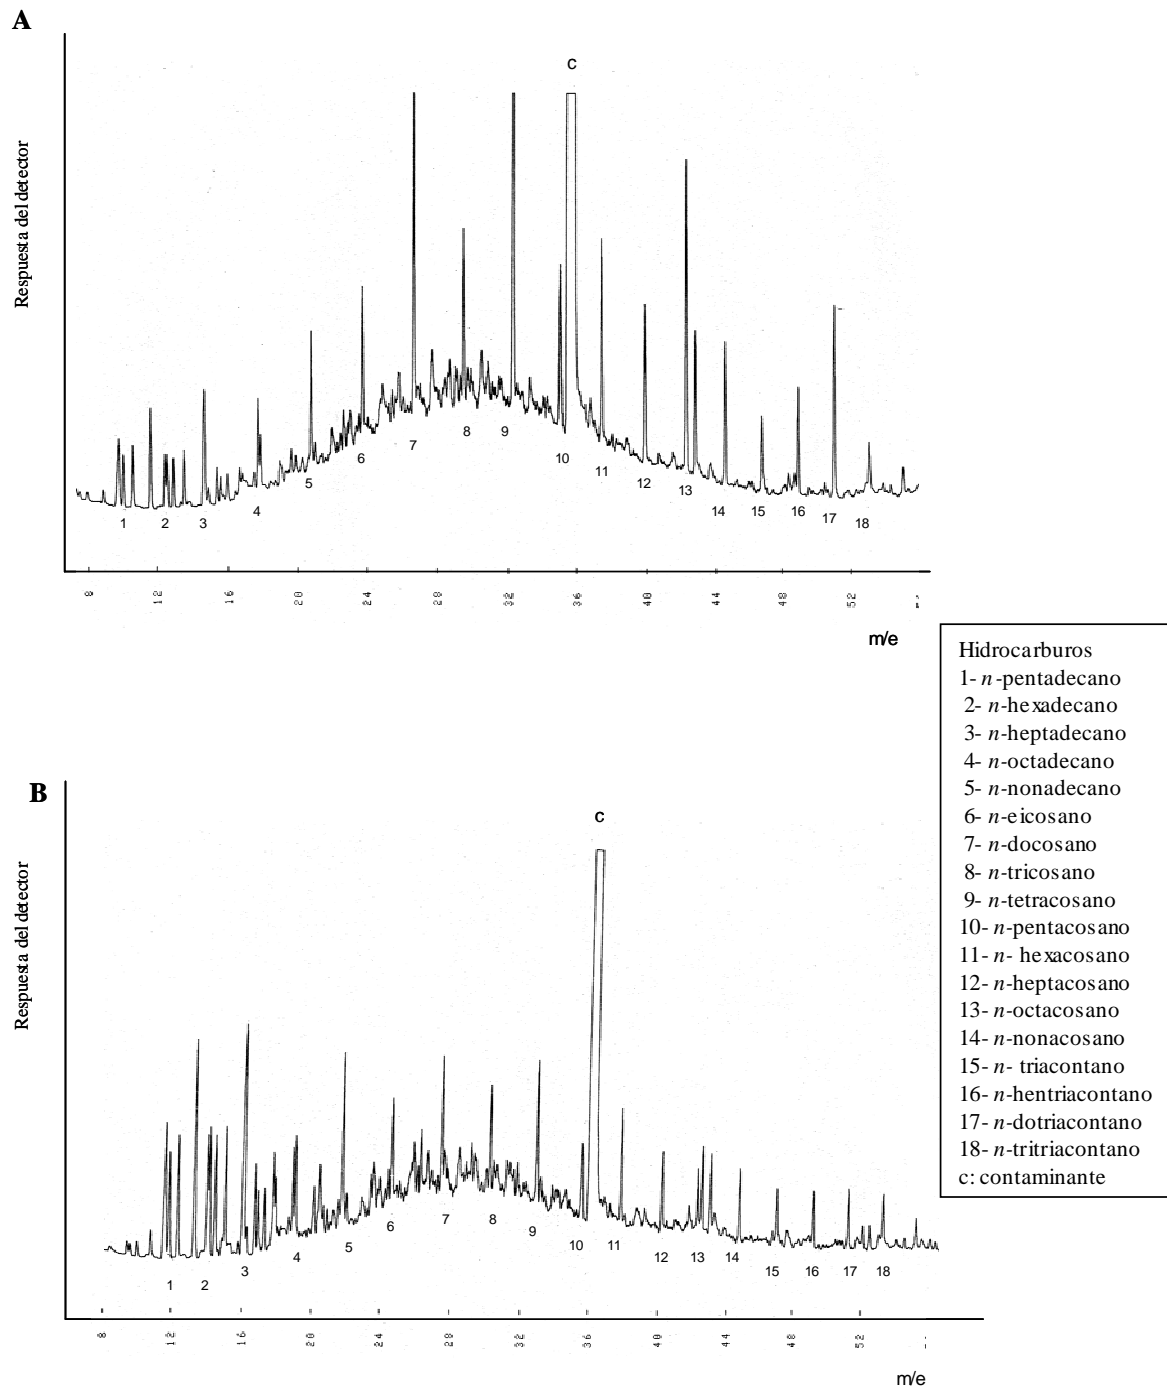 A
c
Respuesta del detector
1 2 3 4 5 6 7 8 9 10 11 12 13 14 15 16 17 18
8 12 16 20 24 28 32 36 40 44 48 52
m/e
Hidrocarburos
1- n-pentadecano
2- n-hexadecano
3- n-heptadecano
4- n-octadecano
5- n-nonadecano
6- n-eicosano
7- n-docosano
8- n-tricosano
9- n-tetracosano
10- n-pentacosano
11- n- hexacosano
12- n-heptacosano
13- n-octacosano
14- n-nonacosano
15- n- triacontano
16- n-hentriacontano
17- n-dotriacontano
18- n-tritriacontano
c: contaminante
B
c
Respuesta del detector
1 2 3 4 5 6 7 8 9 10 11 12 13 14 15 16 17 18
8 12 16 20 24 28 32 36 40 44 48 52
m/e